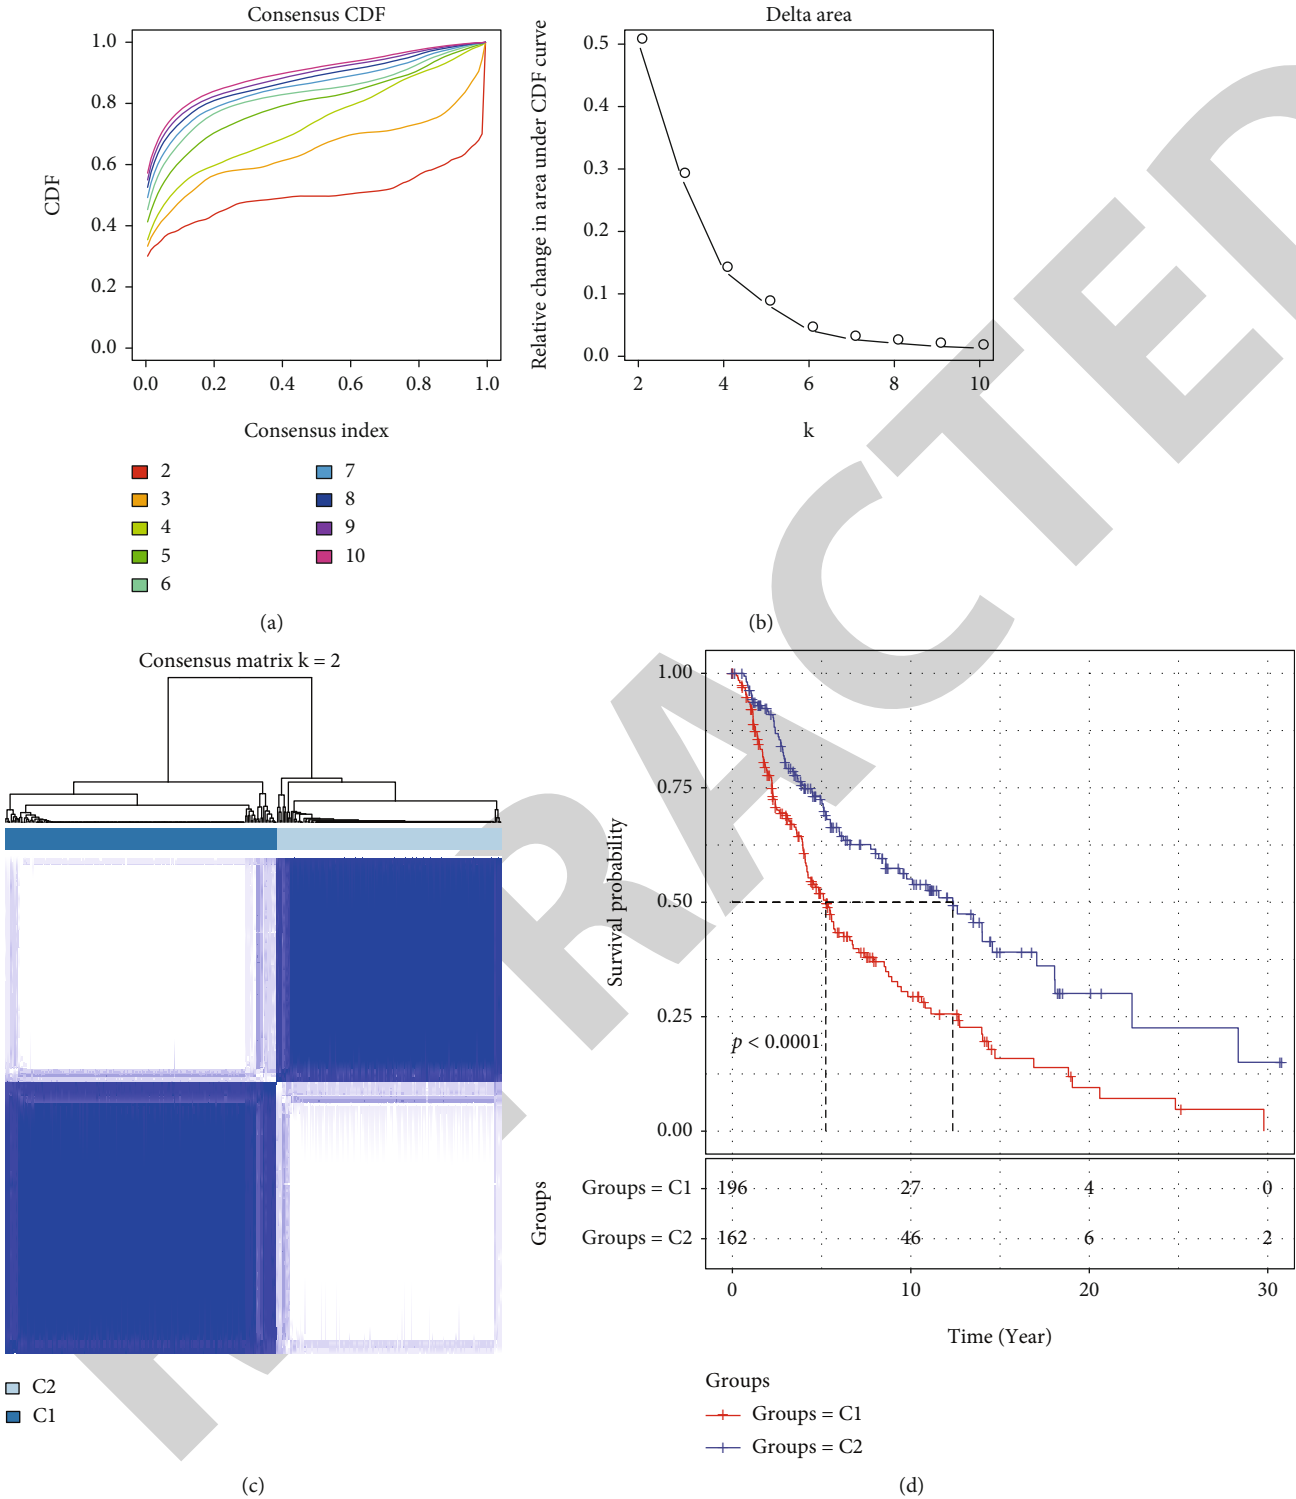 Consensus CDF
CDF
1.0
0.8
0.6
0.4
0.2
0.0
0.0 0.2 0.4 0.6 0.8 1.0
Consensus index
2
3
4
5
6
7
8
9
10
(a)
Delta area
Relative change in area under CDF curve
0.5
0.4
0.3
0.2
0.1
0.0
2 4 6 8 10
k
(b)
Consensus matrix k = 2
C2
C1
(c)
Survival probability
1.00
0.75
0.50
0.25
0.00
p < 0.0001
Groups
Groups = C1 196 27 4 0
Groups = C2 162 46 6 2
0 10 20 30
Time (Year)
Groups
Groups = C1
Groups = C2
(d)
RETRACTED